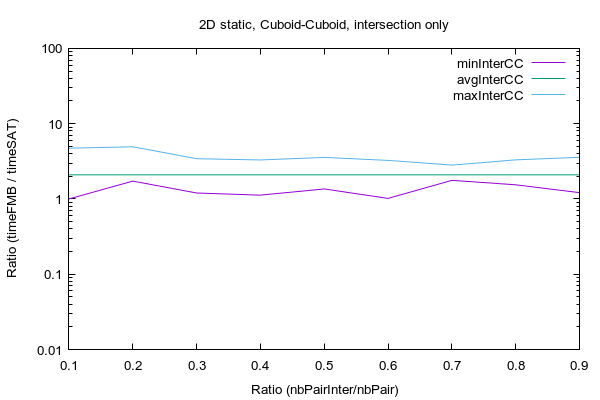 2D static, Cuboid-Cuboid, intersection only
100
10
1
0.1
0.01
Ratio (timeFMB / timeSAT)
minInterCC
avgInterCC
maxInterCC
0.1 0.2 0.3 0.4 0.5 0.6 0.7 0.8 0.9
Ratio (nbPairInter/nbPair)